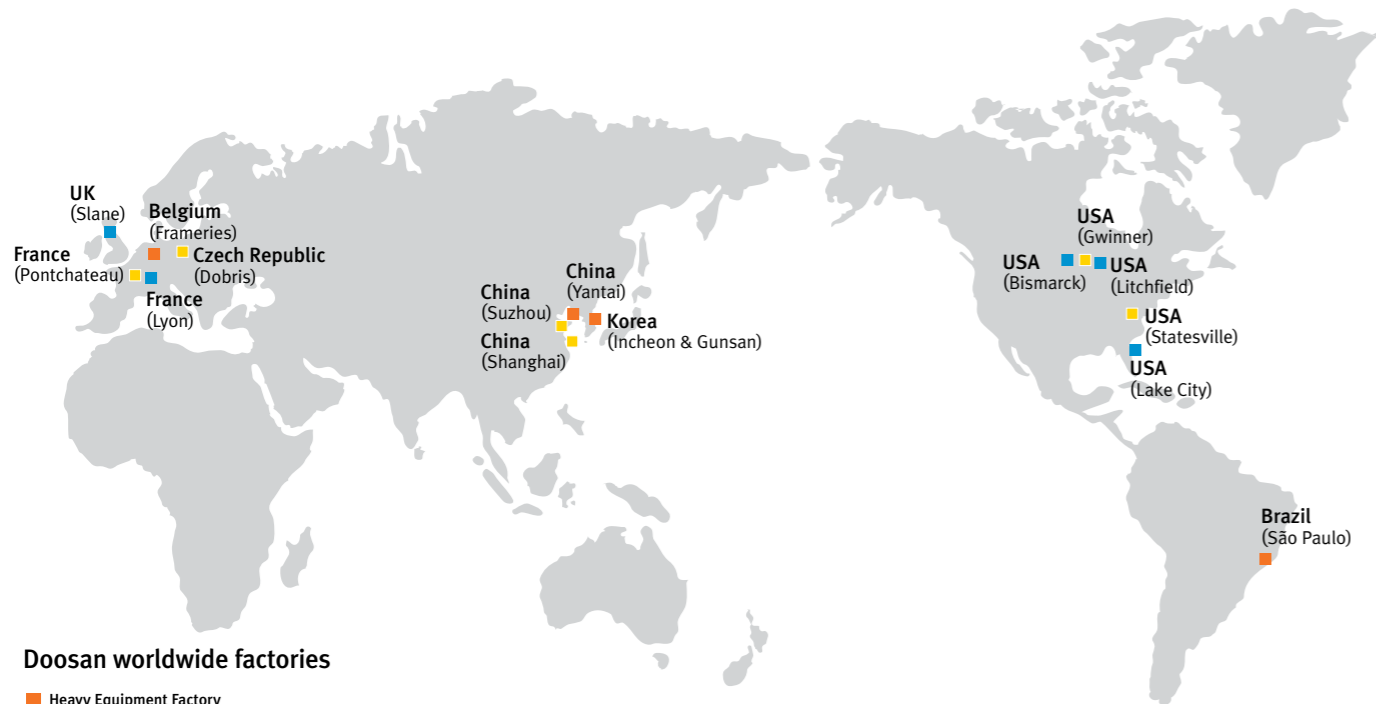 UK
(Slane)
Belgium
(Frameries)
France
(Pontchateau)
Czech Republic
(Dobris)
France
(Lyon)
China
(Yantai)
China
(Suzhou)
Korea
(Incheon & Gunsan)
China
(Shanghai)
USA
(Gwinner)
USA
(Bismarck)
USA
(Litchfield)
USA
(Statesville)
USA
(Lake City)
Brazil
(São Paulo)
Doosan worldwide factories
Heavy Equipment Factory